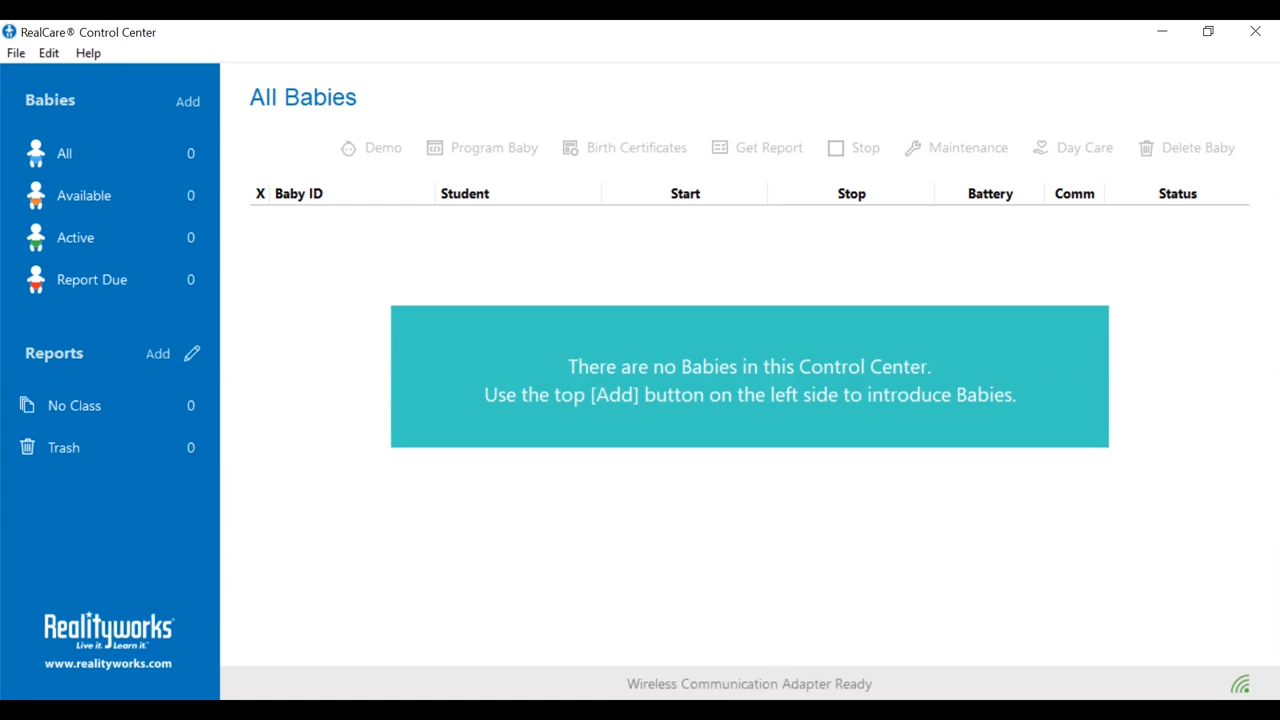 RealCare® Control Center
File Edit Help
Babies Add
All 0
Available 0
Active 0
Report Due 0
Reports Add
No Class 0
Trash 0
Realityworks
Live it. Learn it.™
www.realityworks.com
All Babies
Demo Program Baby Birth Certificates Get Report Stop Maintenance Day Care Delete Baby
X Baby ID Student Start Stop Battery Comm Status
There are no Babies in this Control Center.
Use the top [Add] button on the left side to introduce Babies.
Wireless Communication Adapter Ready